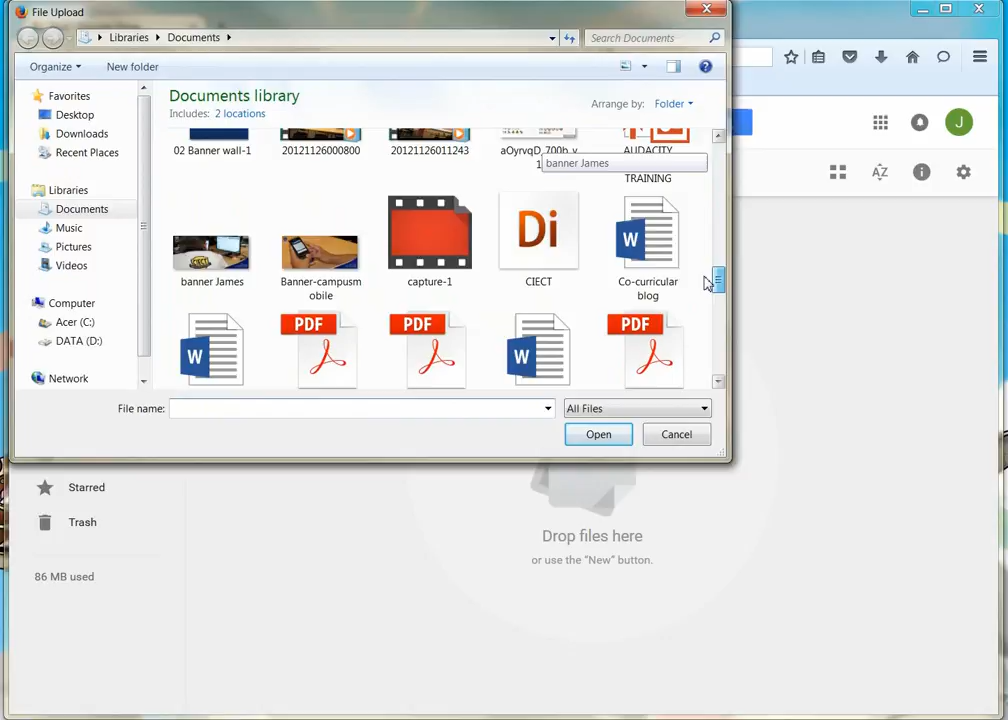 File Upload
Libraries Documents
Search Documents
Organize New folder
Favorites
Desktop
Downloads
Recent Places
Libraries
Documents
Music
Pictures
Videos
Computer
Acer (C:)
DATA (D:)
Network
Documents library
Includes: 2 locations
Arrange by: Folder
02 Banner wall-1
20121126000800
20121126011243
AUDACITY
TRAINING
banner James
banner James
Banner-campusm
obile
capture-1
Di
CIECT
W
Co-curricular
blog
W
PDF
PDF
W
PDF
File name:
All Files
Open
Cancel
J
AZ
Starred
Trash
86 MB used
Drop files here
or use the “New” button.